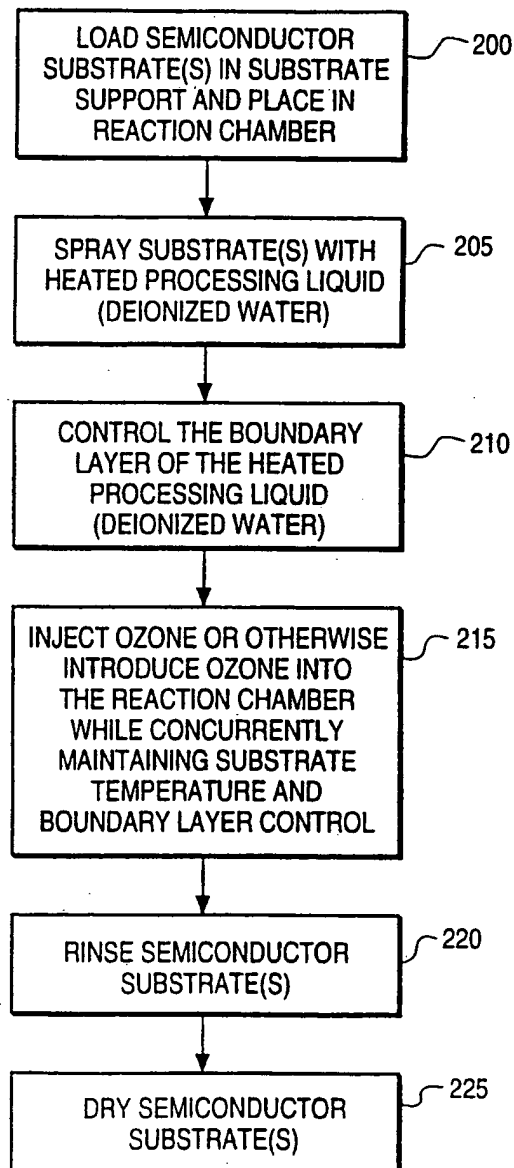 LOAD SEMICONDUCTOR
SUBSTRATE(S) IN SUBSTRATE
SUPPORT AND PLACE IN
REACTION CHAMBER
200
SPRAY SUBSTRATE(S) WITH
HEATED PROCESSING LIQUID
(DEIONIZED WATER)
205
CONTROL THE BOUNDARY
LAYER OF THE HEATED
PROCESSING LIQUID
(DEIONIZED WATER)
210
INJECT OZONE OR OTHERWISE
INTRODUCE OZONE INTO
THE REACTION CHAMBER
WHILE CONCURRENTLY
MAINTAINING SUBSTRATE
TEMPERATURE AND
BOUNDARY LAYER CONTROL
215
RINSE SEMICONDUCTOR
SUBSTRATE(S)
220
DRY SEMICONDUCTOR
SUBSTRATE(S)
225